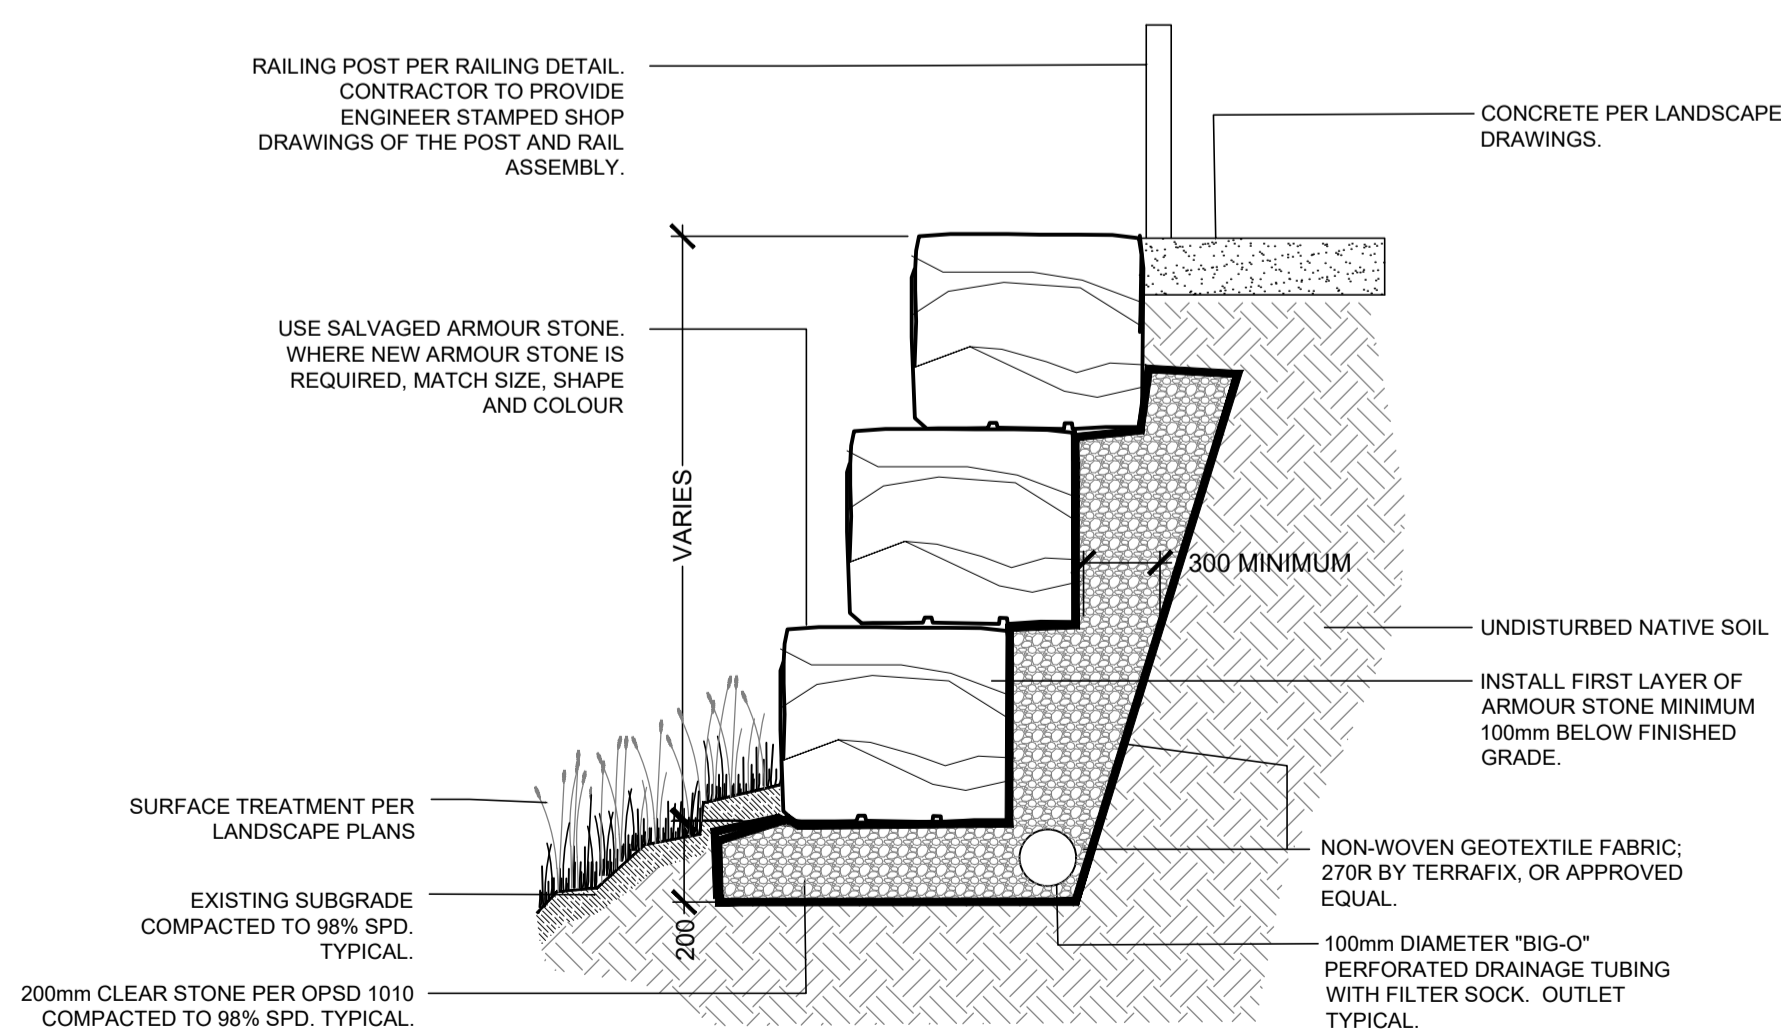 RAILING POST PER RAILING DETAIL.
CONTRACTOR TO PROVIDE
ENGINEER STAMPED SHOP
DRAWINGS OF THE POST AND RAIL
ASSEMBLY.
CONCRETE PER LANDSCAPE
DRAWINGS.
USE SALVAGED ARMOUR STONE.
WHERE NEW ARMOUR STONE IS
REQUIRED, MATCH SIZE, SHAPE
AND COLOUR
VARIES
300 MINIMUM
UNDISTURBED NATIVE SOIL
INSTALL FIRST LAYER OF
ARMOUR STONE MINIMUM
100mm BELOW FINISHED
GRADE.
SURFACE TREATMENT PER
LANDSCAPE PLANS
NON-WOVEN GEOTEXTILE FABRIC;
270R BY TERRAFIX, OR APPROVED
EQUAL.
EXISTING SUBGRADE
COMPACTED TO 98% SPD.
TYPICAL.
200
100mm DIAMETER "BIG-O"
PERFORATED DRAINAGE TUBING
WITH FILTER SOCK. OUTLET
TYPICAL.
200mm CLEAR STONE PER OPSD 1010
COMPACTED TO 98% SPD. TYPICAL.